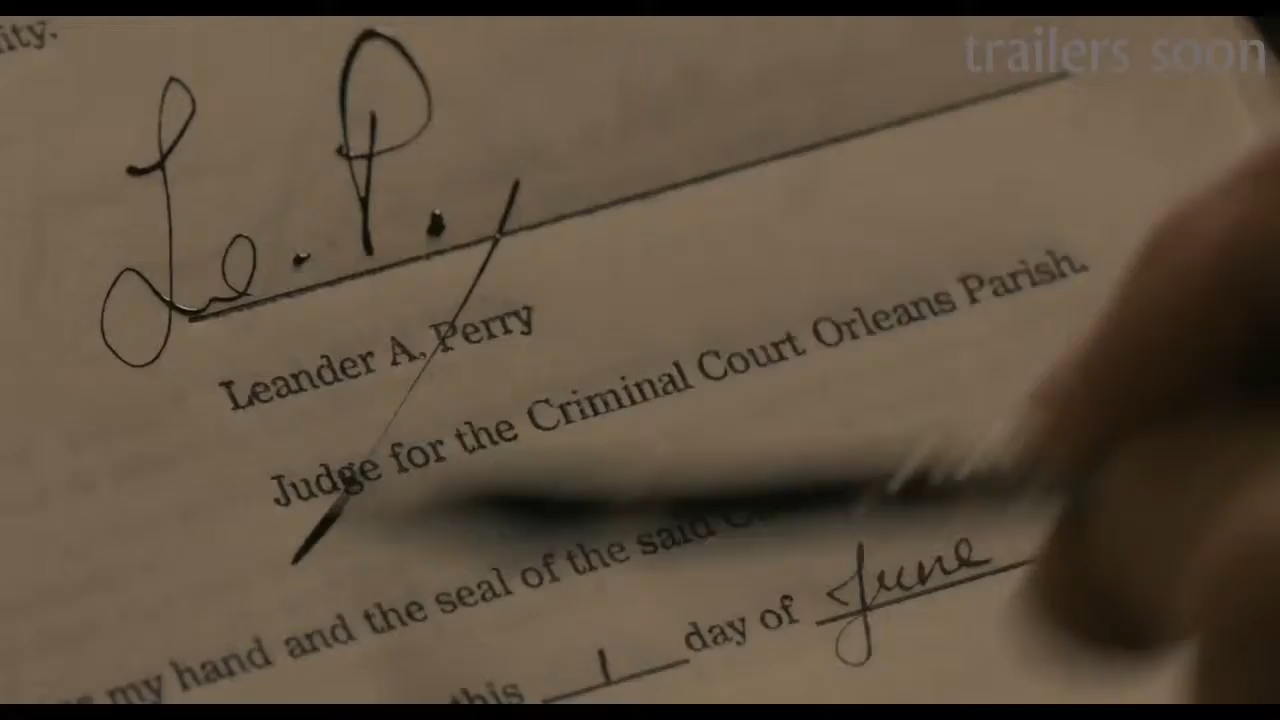 ity.
trailers soon
Le. P.
Leander A. Perry
Judge for the Criminal Court Orleans Parish.
my hand and the seal of the said
this 1 day of June